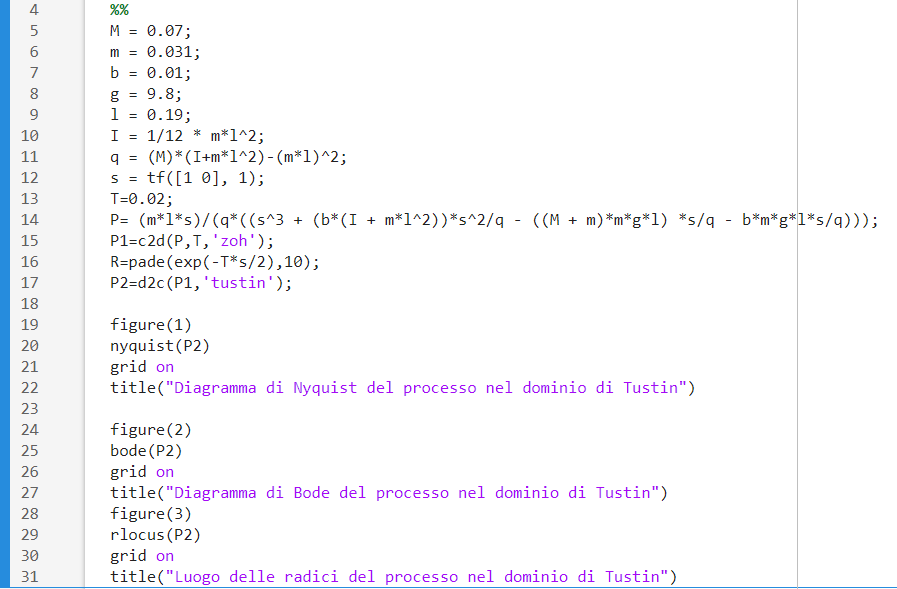 4 %%
5 M = 0.07;
6 m = 0.031;
7 b = 0.01;
8 g = 9.8;
9 l = 0.19;
10 I = 1/12 * m*l^2;
11 q = (M)*(I+m*l^2)-(m*l)^2;
12 s = tf([1 0], 1);
13 T=0.02;
14 P= (m*l*s)/(q*((s^3 + (b*(I + m*l^2))*s^2/q - ((M + m)*m*g*l) *s/q - b*m*g*l*s/q)));
15 P1=c2d(P,T,'zoh');
16 R=pade(exp(-T*s/2),10);
17 P2=d2c(P1,'tustin');
18
19 figure(1)
20 nyquist(P2)
21 grid on
22 title("Diagramma di Nyquist del processo nel dominio di Tustin")
23
24 figure(2)
25 bode(P2)
26 grid on
27 title("Diagramma di Bode del processo nel dominio di Tustin")
28 figure(3)
29 rlocus(P2)
30 grid on
31 title("Luogo delle radici del processo nel dominio di Tustin")